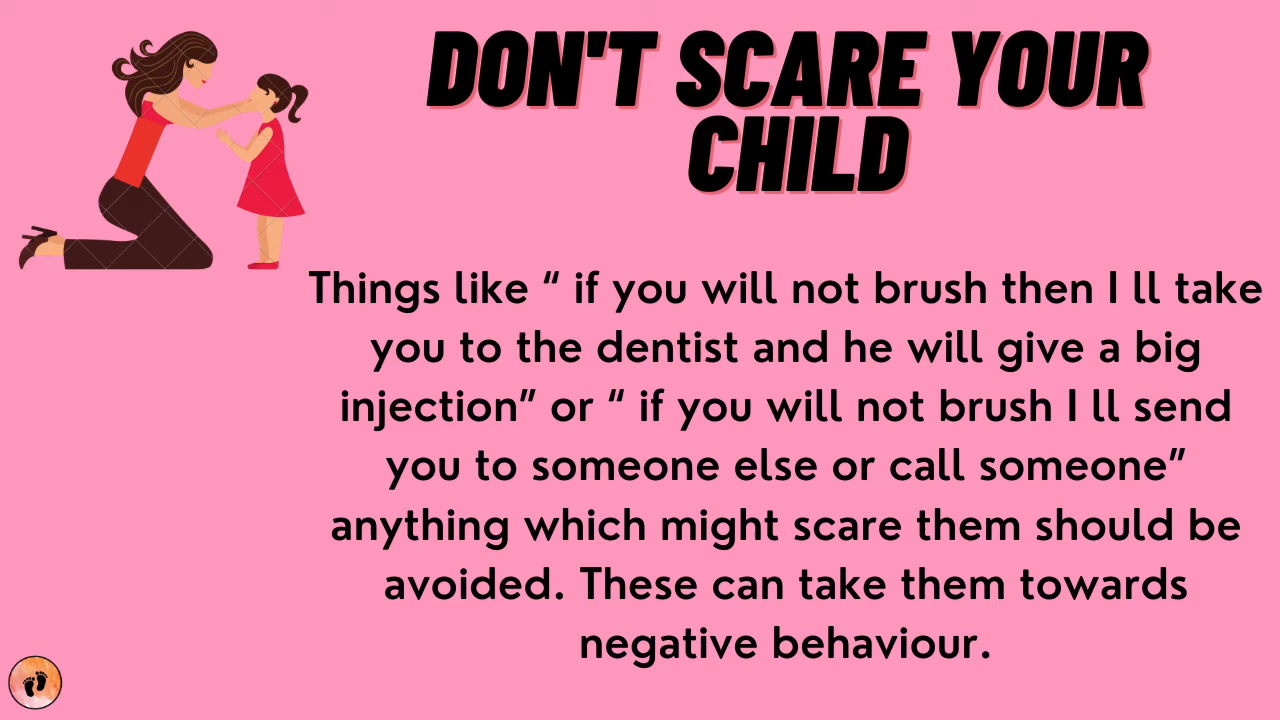 DON'T SCARE YOUR
CHILD
Things like “ if you will not brush then I ll take
you to the dentist and he will give a big
injection” or “ if you will not brush I ll send
you to someone else or call someone”
anything which might scare them should be
avoided. These can take them towards
negative behaviour.